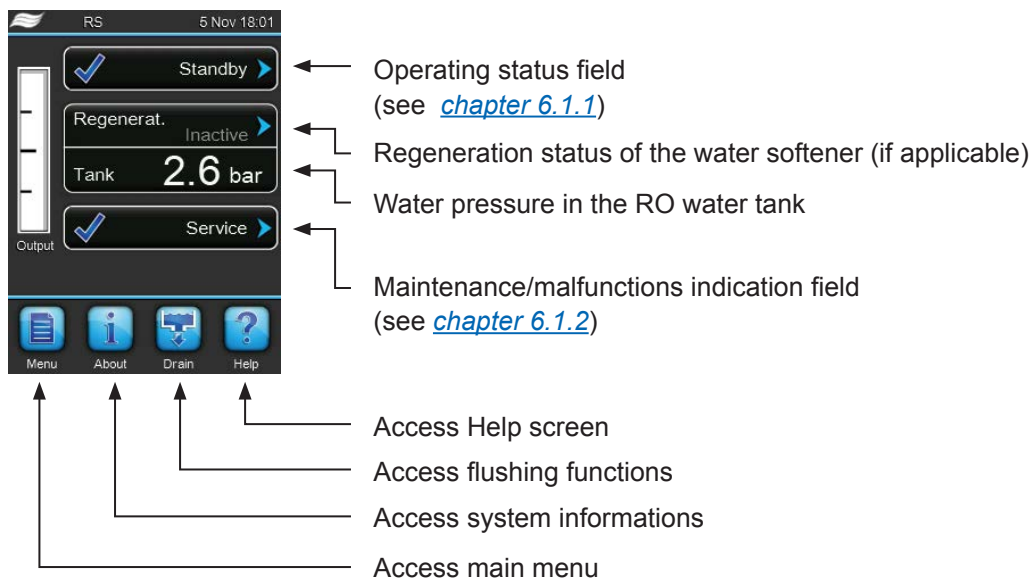 RS 5 Nov 18:01
Standby
Operating status field
(see chapter 6.1.1)
Regenerat.
Inactive
Regeneration status of the water softener (if applicable)
Tank 2.6 bar
Water pressure in the RO water tank
Service
Output
Maintenance/malfunctions indication field
(see chapter 6.1.2)
Menu About Drain Help
Access Help screen
Access flushing functions
Access system informations
Access main menu